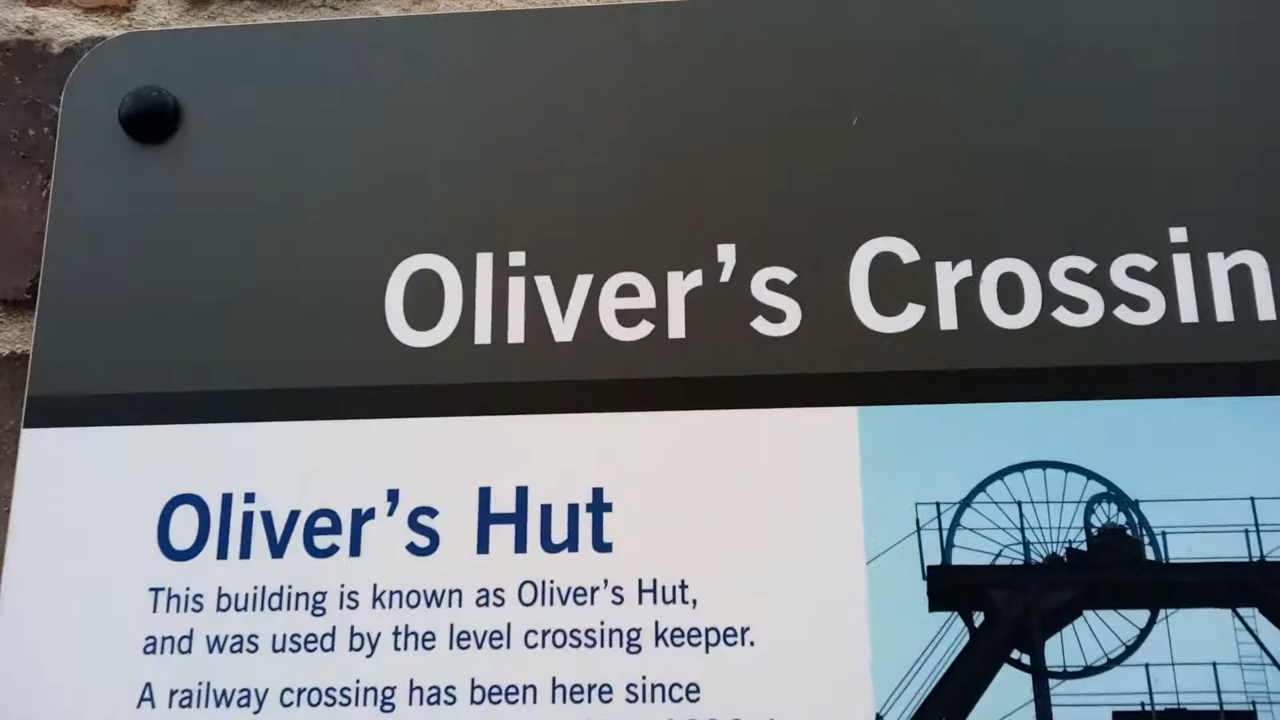 Oliver's Crossin
Oliver's Hut
This building is known as Oliver's Hut,
and was used by the level crossing keeper.
A railway crossing has been here since